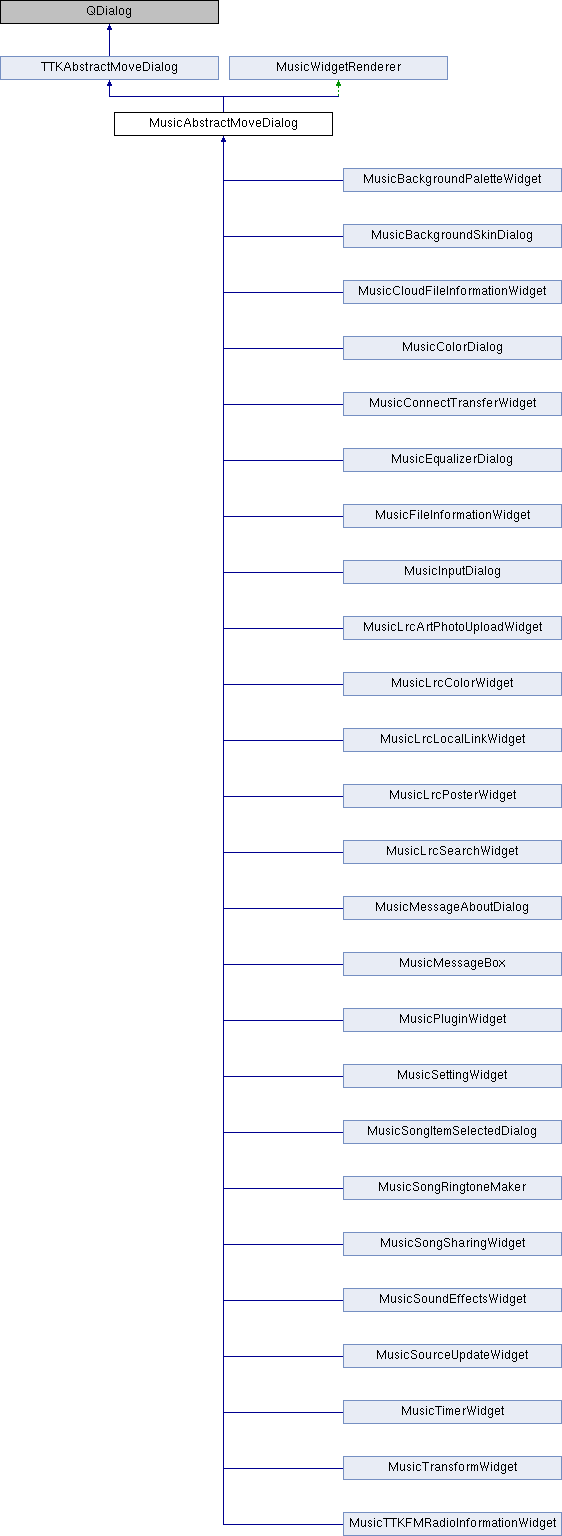 QDialog
TTKAbstractMoveDialog
MusicWidgetRenderer
MusicAbstractMoveDialog
MusicBackgroundPaletteWidget
MusicBackgroundSkinDialog
MusicCloudFileInformationWidget
MusicColorDialog
MusicConnectTransferWidget
MusicEqualizerDialog
MusicFileInformationWidget
MusicInputDialog
MusicLrcArtPhotoUploadWidget
MusicLrcColorWidget
MusicLrcLocalLinkWidget
MusicLrcPosterWidget
MusicLrcSearchWidget
MusicMessageAboutDialog
MusicMessageBox
MusicPluginWidget
MusicSettingWidget
MusicSongItemSelectedDialog
MusicSongRingtoneMaker
MusicSongSharingWidget
MusicSoundEffectsWidget
MusicSourceUpdateWidget
MusicTimerWidget
MusicTransformWidget
MusicTTKFMRadioInformationWidget